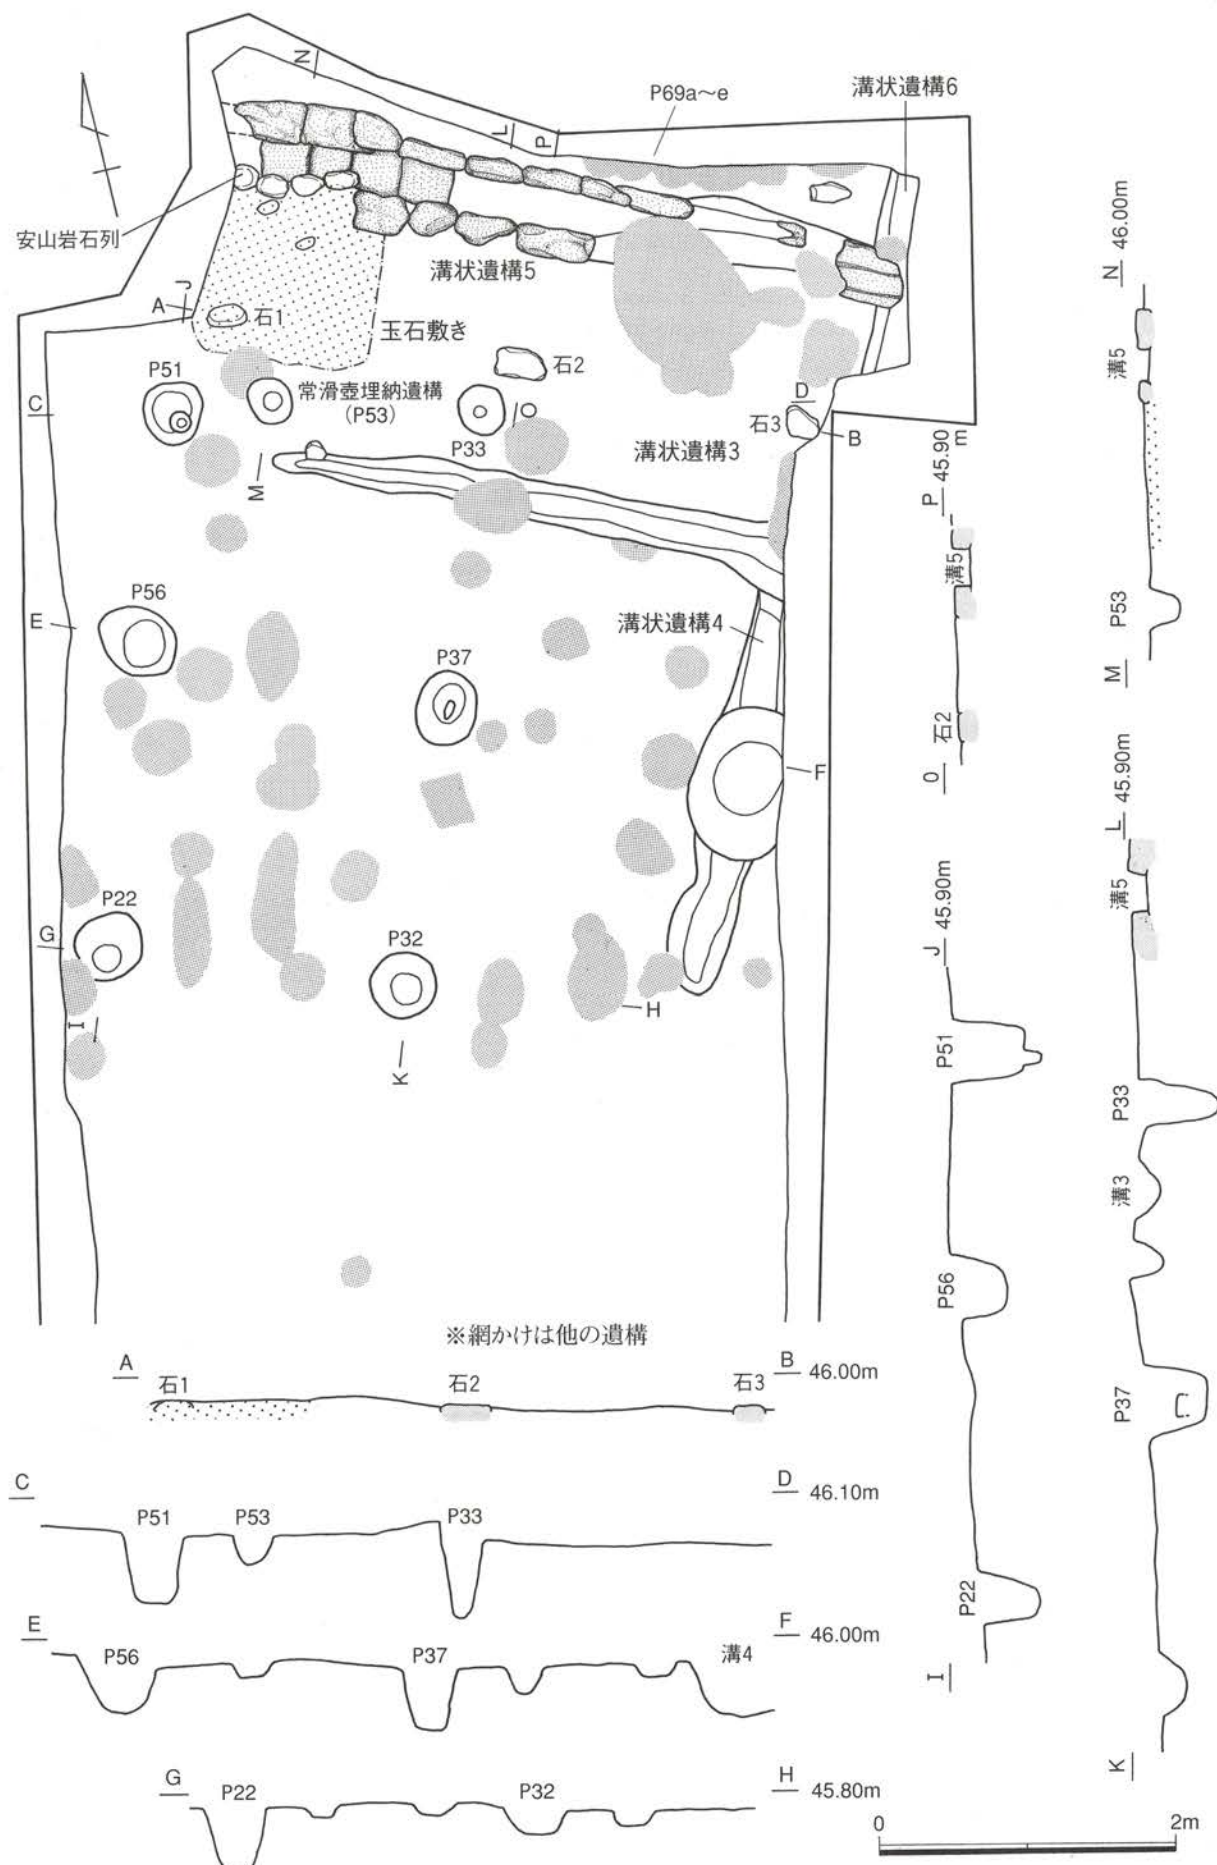 N
L
P
P69a～e
溝状遺構6
安山岩石列
溝状遺構5
J
A
石1
玉石敷き
石2
P51
常滑壺埋納遺構
(P53)
C
P33
O
D
石3
B
溝状遺構3
M
P56
E
P37
溝状遺構4
F
P22
G
P32
I
H
K
※網かけは他の遺構
A
石1
石2
石3
B 46.00m
C
P51
P53
P33
D 46.10m
E
P56
P37
溝4
F 46.00m
G
P22
P32
H 45.80m
N 46.00m
溝5
P53
M
P 45.90m
溝5
石2
O
L 45.90m
溝5
P33
溝3
P37
K
J 45.90m
P51
P56
P22
I
0
2m